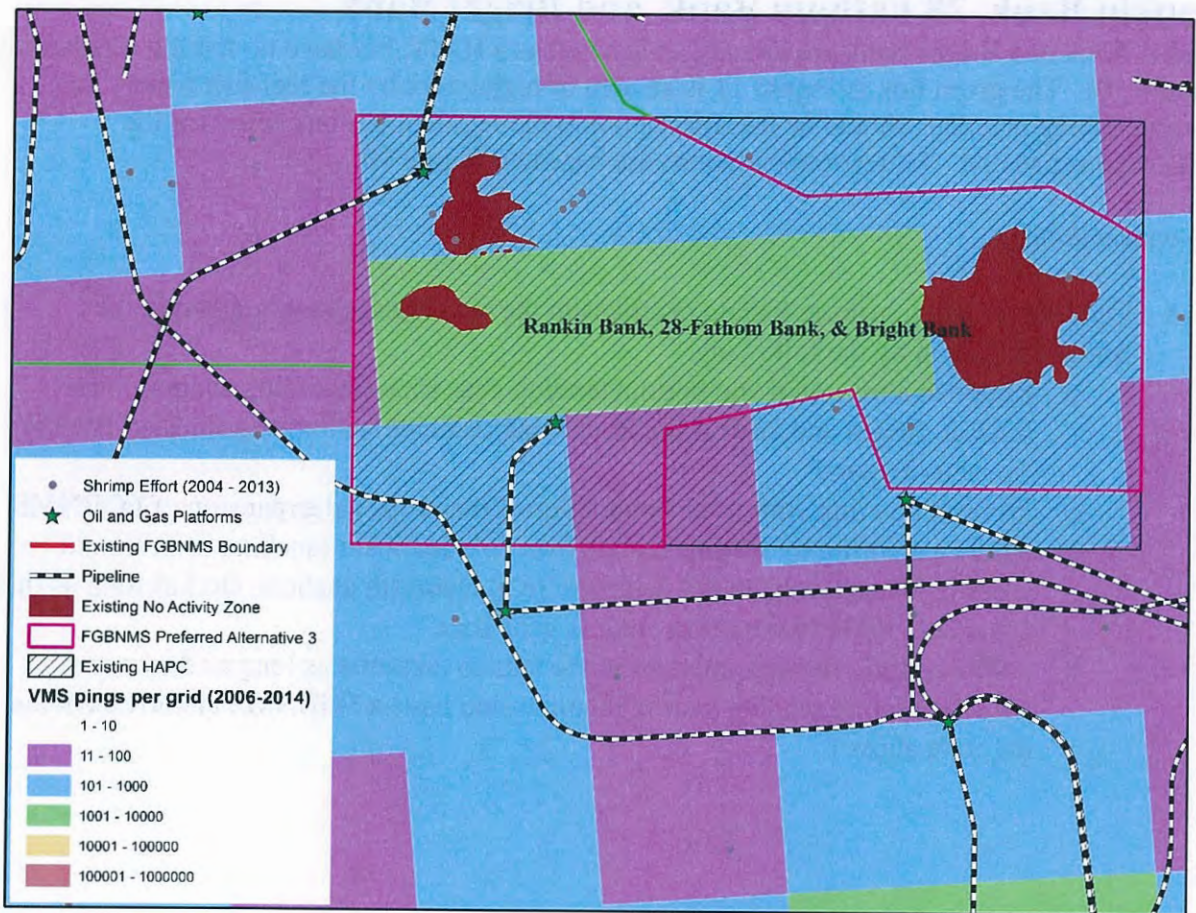 Rankin Bank, 28-Fathom Bank, & Bright Bank
Shrimp Effort (2004 - 2013)
Oil and Gas Platforms
Existing FGBNMS Boundary
Pipeline
Existing No Activity Zone
FGBNMS Preferred Alternative 3
Existing HAPC
VMS pings per grid (2006-2014)
1 - 10
11 - 100
101 - 1000
1001 - 10000
10001 - 100000
100001 - 1000000